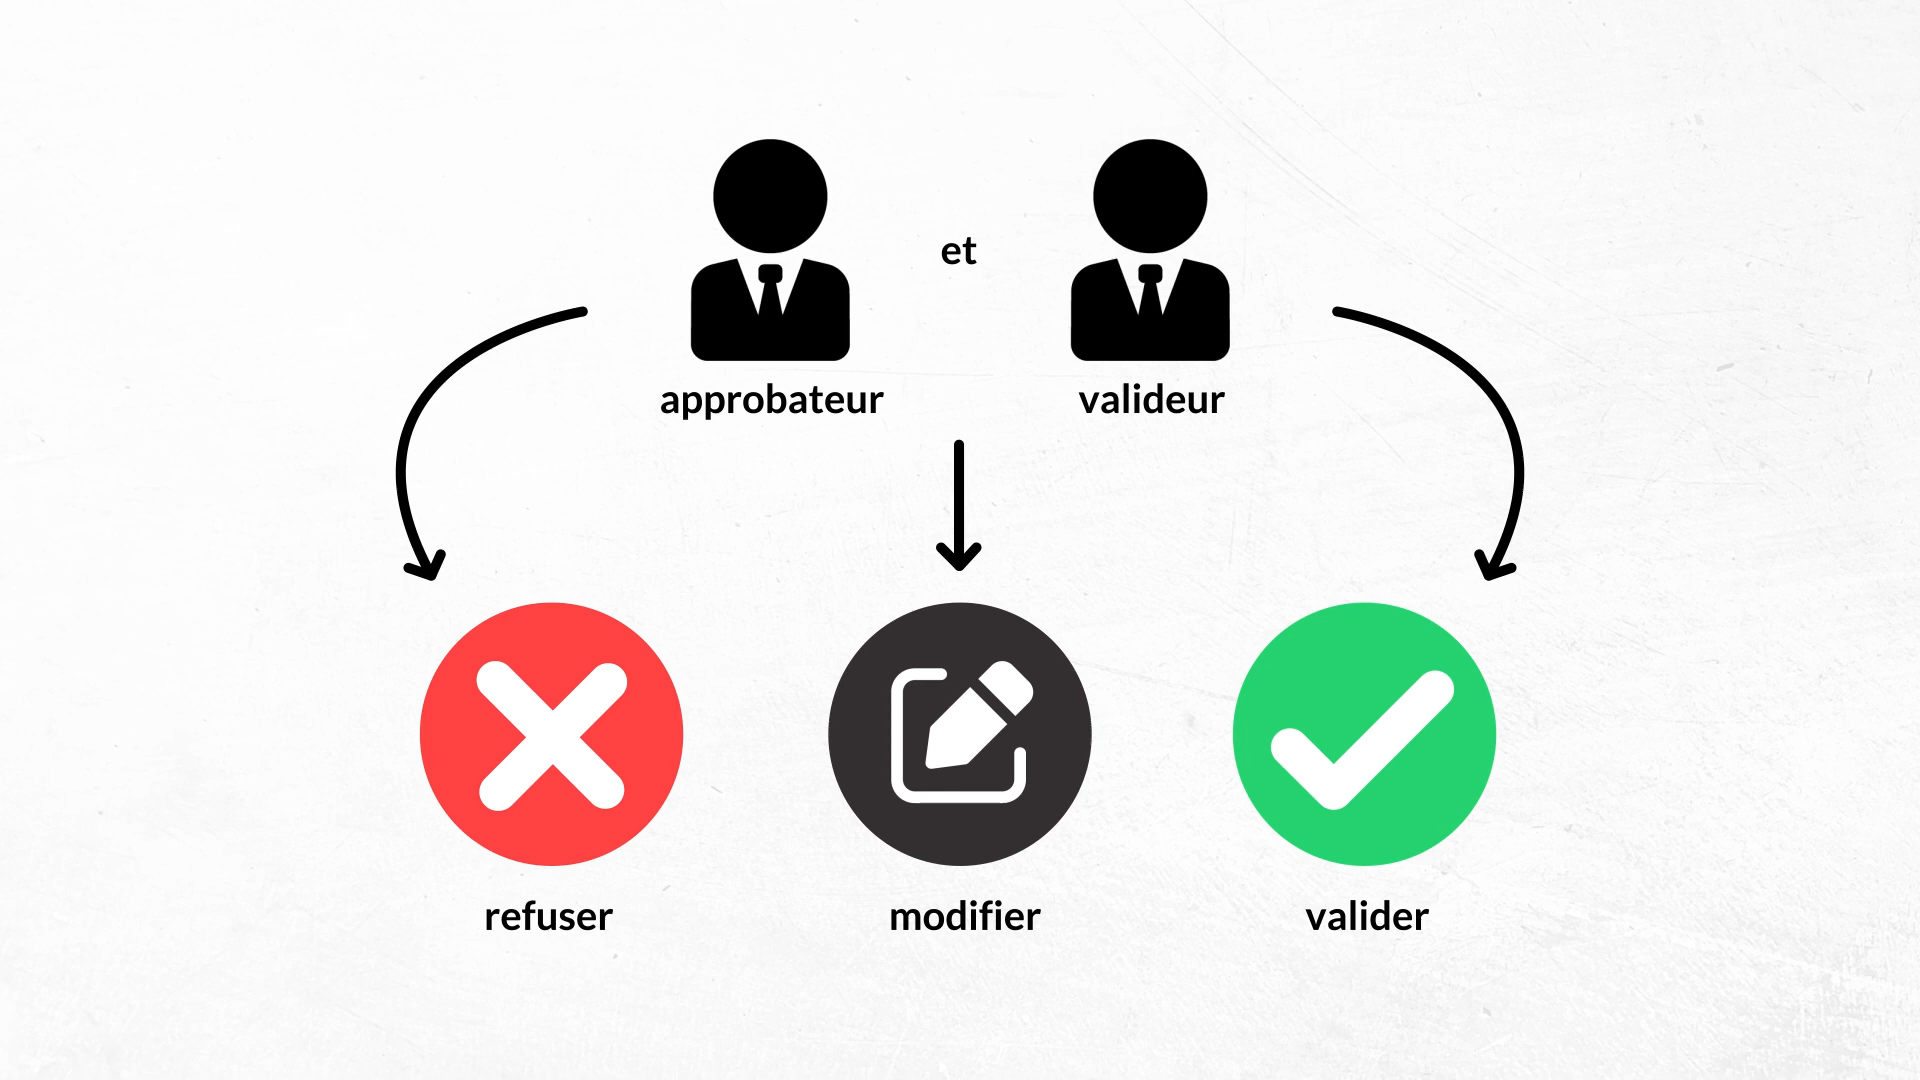 et
approbateur
valideur
refuser
modifier
valider